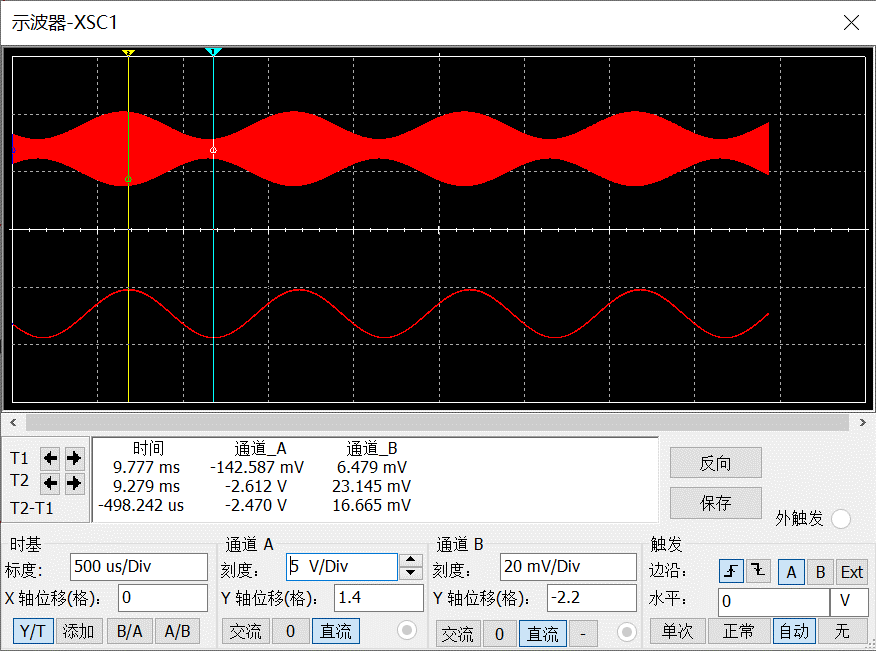 示波器-XSC1
2 1
时间 通道_A 通道_B
T1 9.777 ms -142.587 mV 6.479 mV
T2 9.279 ms -2.612 V 23.145 mV
T2-T1 -498.242 us -2.470 V 16.665 mV
反向
保存
外触发
时基 通道 A 通道 B 触发
标度: 500 us/Div 刻度: 5 V/Div 刻度: 20 mV/Div 边沿: A B Ext
X 轴位移(格): 0 Y 轴位移(格): 1.4 Y 轴位移(格): -2.2 水平: 0 V
Y/T 添加 B/A A/B 交流 0 直流 交流 0 直流 - 单次 正常 自动 无